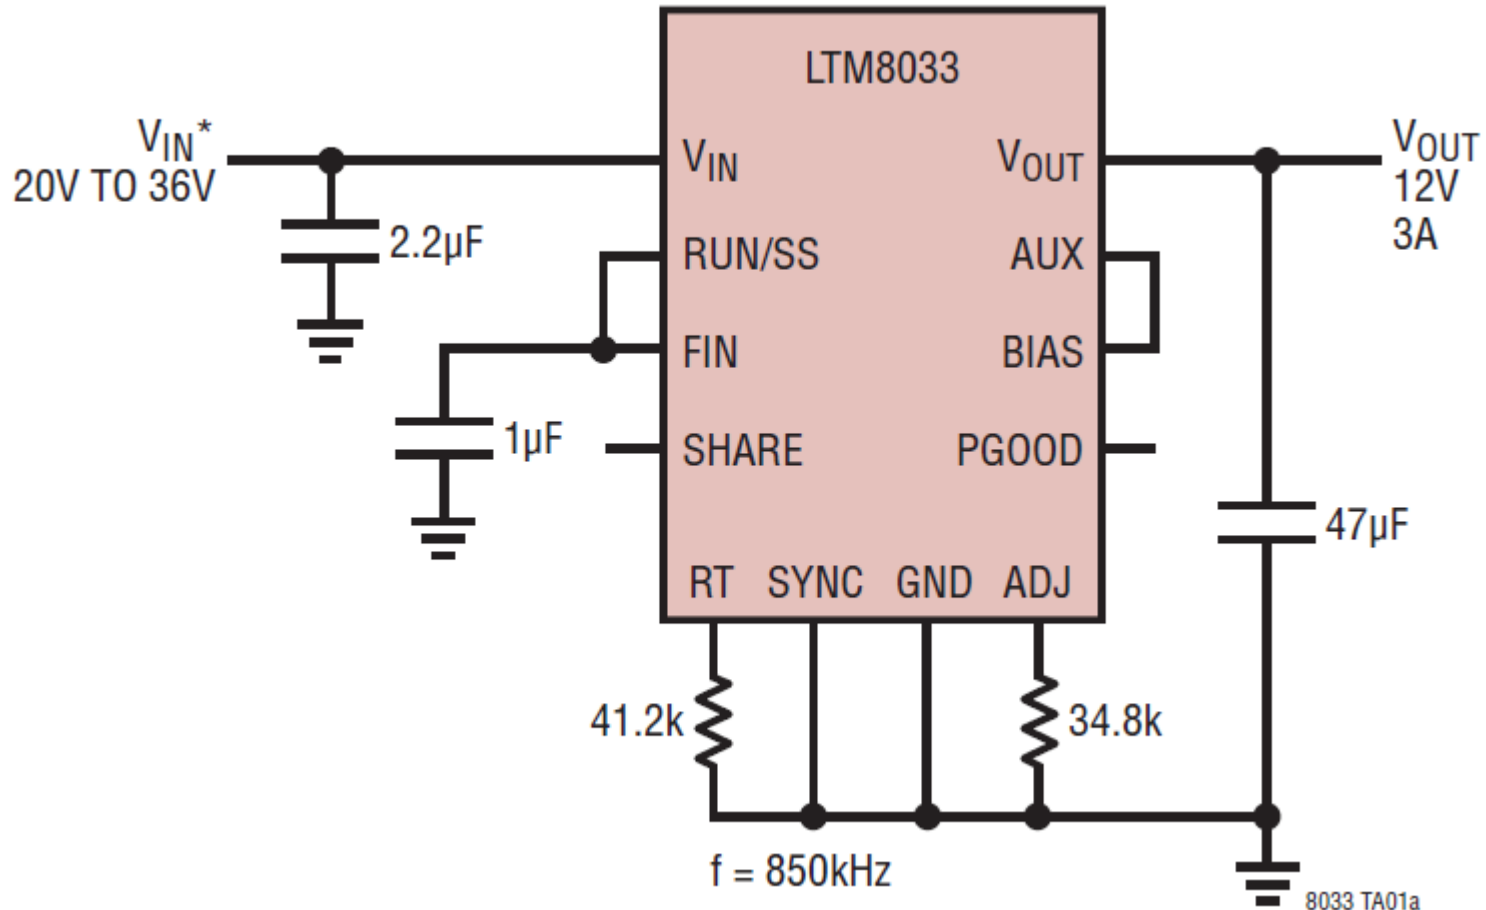 LTM8033
VIN*
20V TO 36V
VIN
VOUT
VOUT
12V
3A
2.2µF
RUN/SS
AUX
FIN
BIAS
1µF
SHARE
PGOOD
47µF
RT SYNC GND ADJ
41.2k
34.8k
f = 850kHz
8033 TA01a